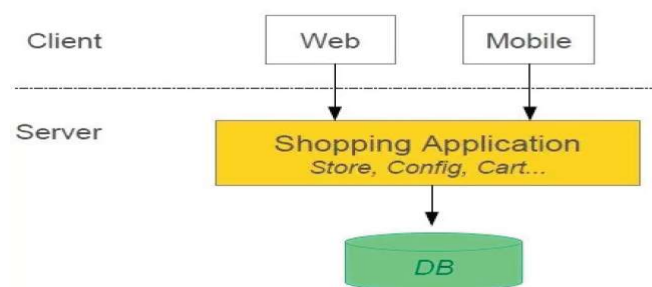 Client
Web
Mobile
Server
Shopping Application
Store, Config, Cart...
DB